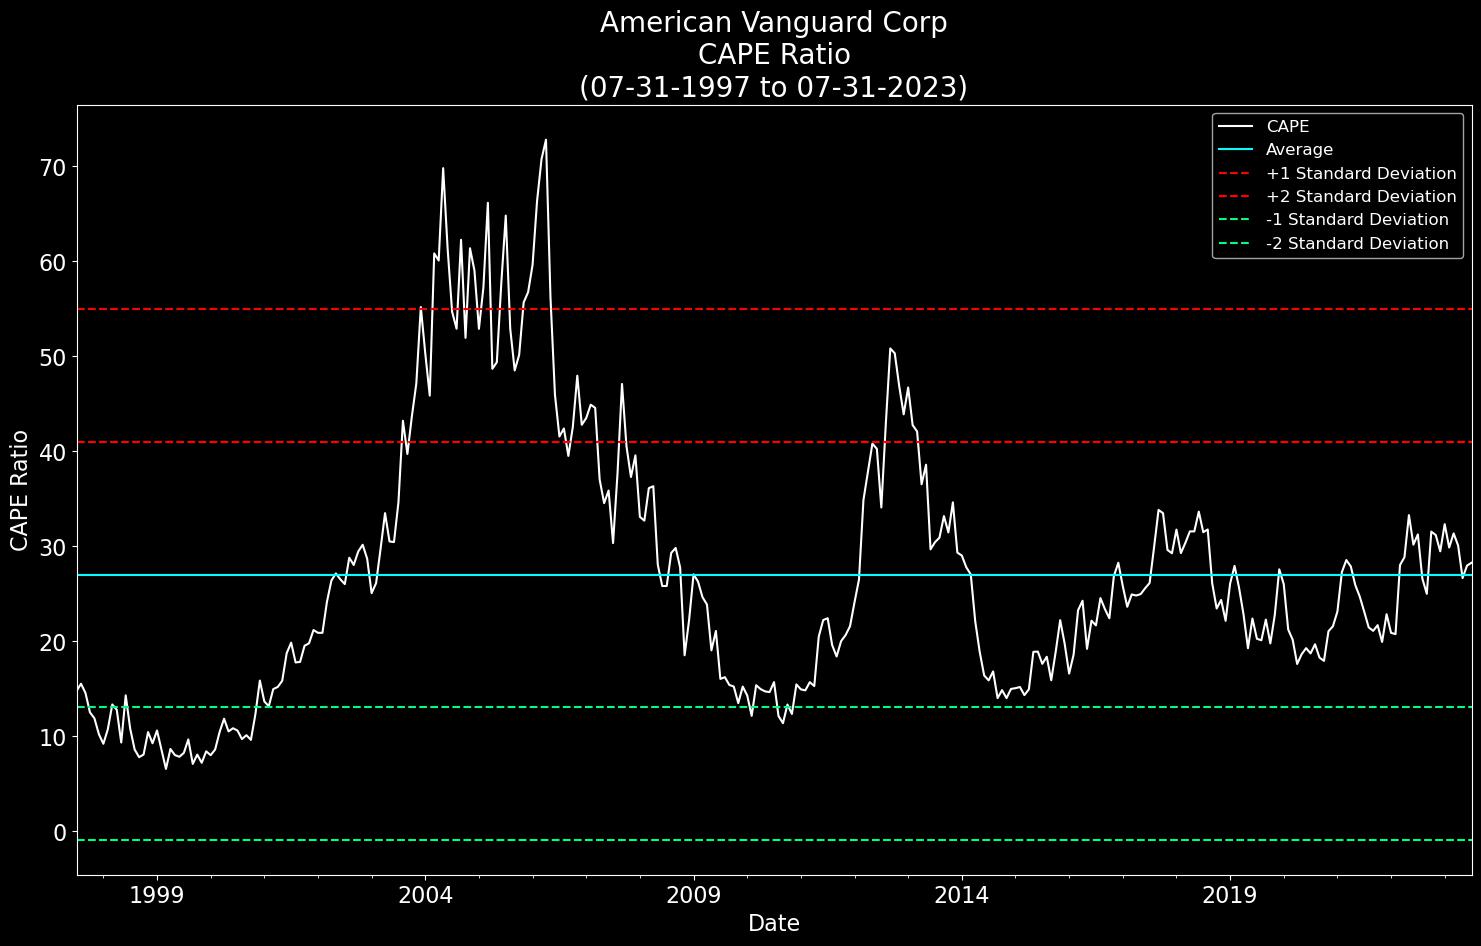 American Vanguard Corp
CAPE Ratio
(07-31-1997 to 07-31-2023)
CAPE
Average
+1 Standard Deviation
+2 Standard Deviation
-1 Standard Deviation
-2 Standard Deviation
CAPE Ratio
70
60
50
40
30
20
10
0
1999 2004 2009 2014 2019
Date